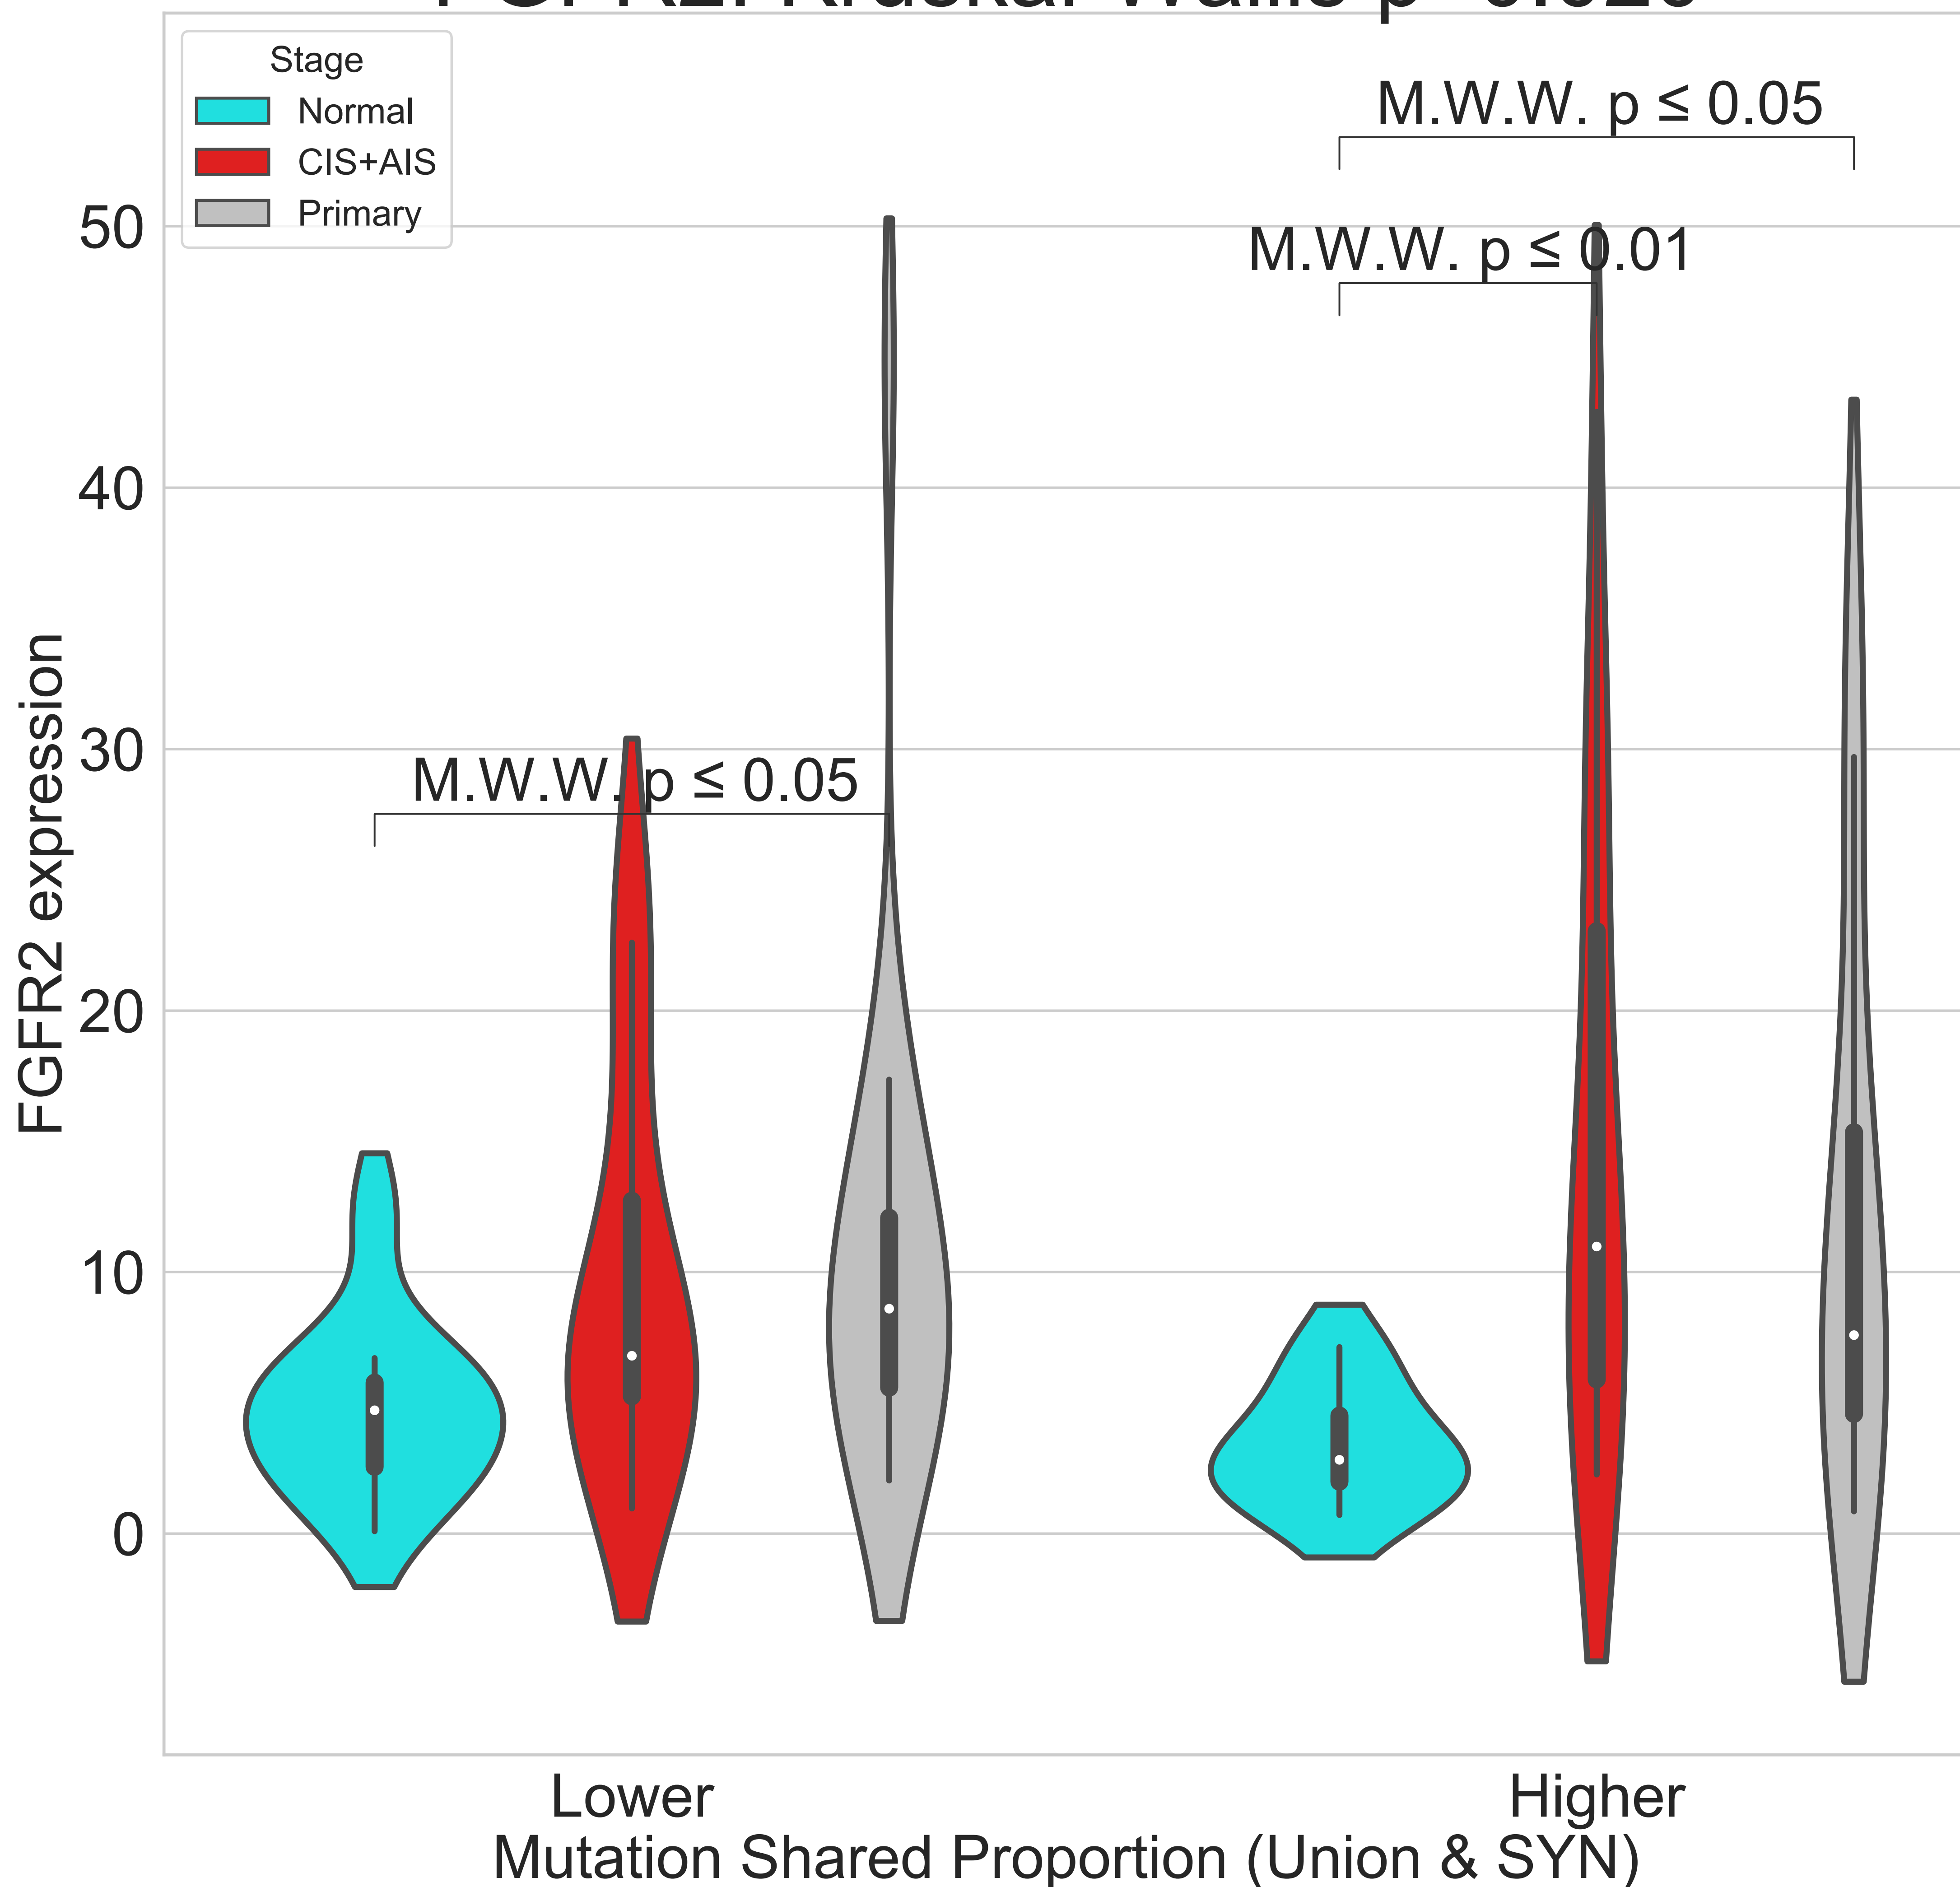 Stage
Normal
CIS+AIS
Primary
M.W.W. p ≤ 0.05
M.W.W. p ≤ 0.01
M.W.W. p ≤ 0.05
50
40
30
20
10
0
FGFR2 expression
Lower
Higher
Mutation Shared Proportion (Union & SYN)